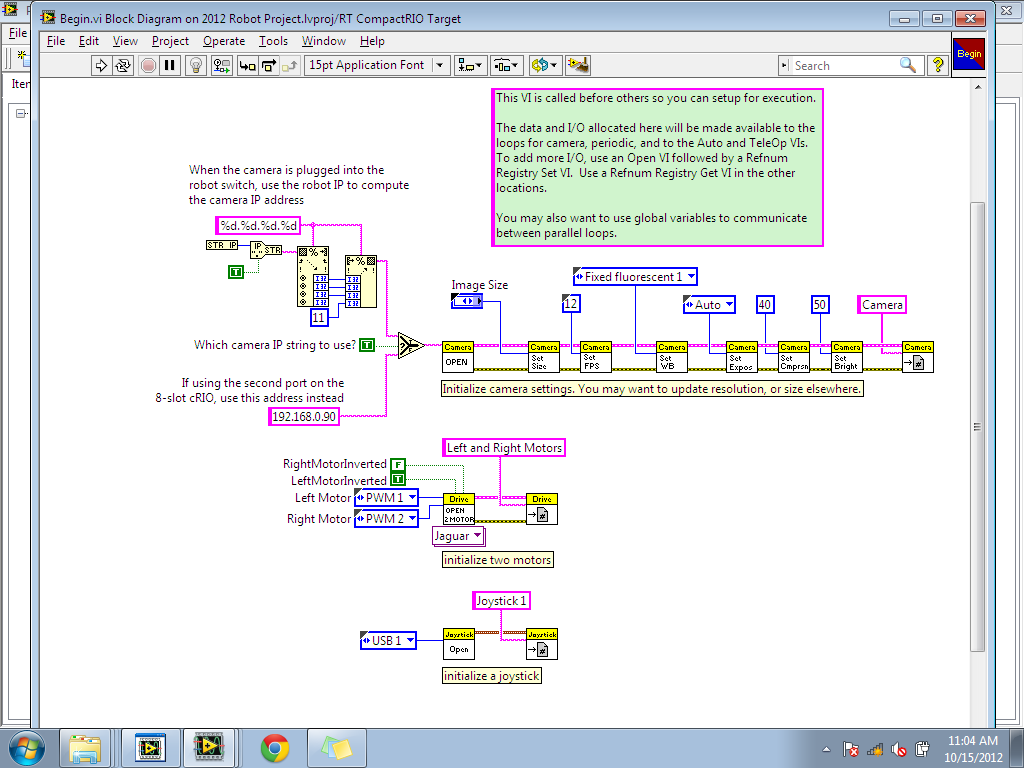 Begin.vi Block Diagram on 2012 Robot Project.lvproj/RT CompactRIO Target
File
File Edit View Project Operate Tools Window Help
15pt Application Font
Search
?
Begin
This VI is called before others so you can setup for execution.
The data and I/O allocated here will be made available to the
loops for camera, periodic, and to the Auto and TeleOp VIs.
To add more I/O, use an Open VI followed by a Refnum
Registry Set VI. Use a Refnum Registry Get VI in the other
locations.
You may also want to use global variables to communicate
between parallel loops.
When the camera is plugged into the
robot switch, use the robot IP to compute
the camera IP address
%d.%d.%d.%d
STR IP
IP
STR
T
11
Which camera IP string to use? T
?
If using the second port on the
8-slot cRIO, use this address instead
192.168.0.90
Image Size
12
Fixed fluorescent 1
Auto
40
50
Camera
Camera OPEN
Camera Set Size
Camera Set FPS
Camera Set WB
Camera Set Expos
Camera Set Cmprsn
Camera Set Bright
Camera
Initialize camera settings. You may want to update resolution, or size elsewhere.
Left and Right Motors
RightMotorInverted F
LeftMotorInverted T
Left Motor PWM 1
Right Motor PWM 2
Drive OPEN 2 MOTOR
Drive
Jaguar
initialize two motors
Joystick 1
USB 1
Joystick Open
Joystick
initialize a joystick
11:04 AM
10/15/2012